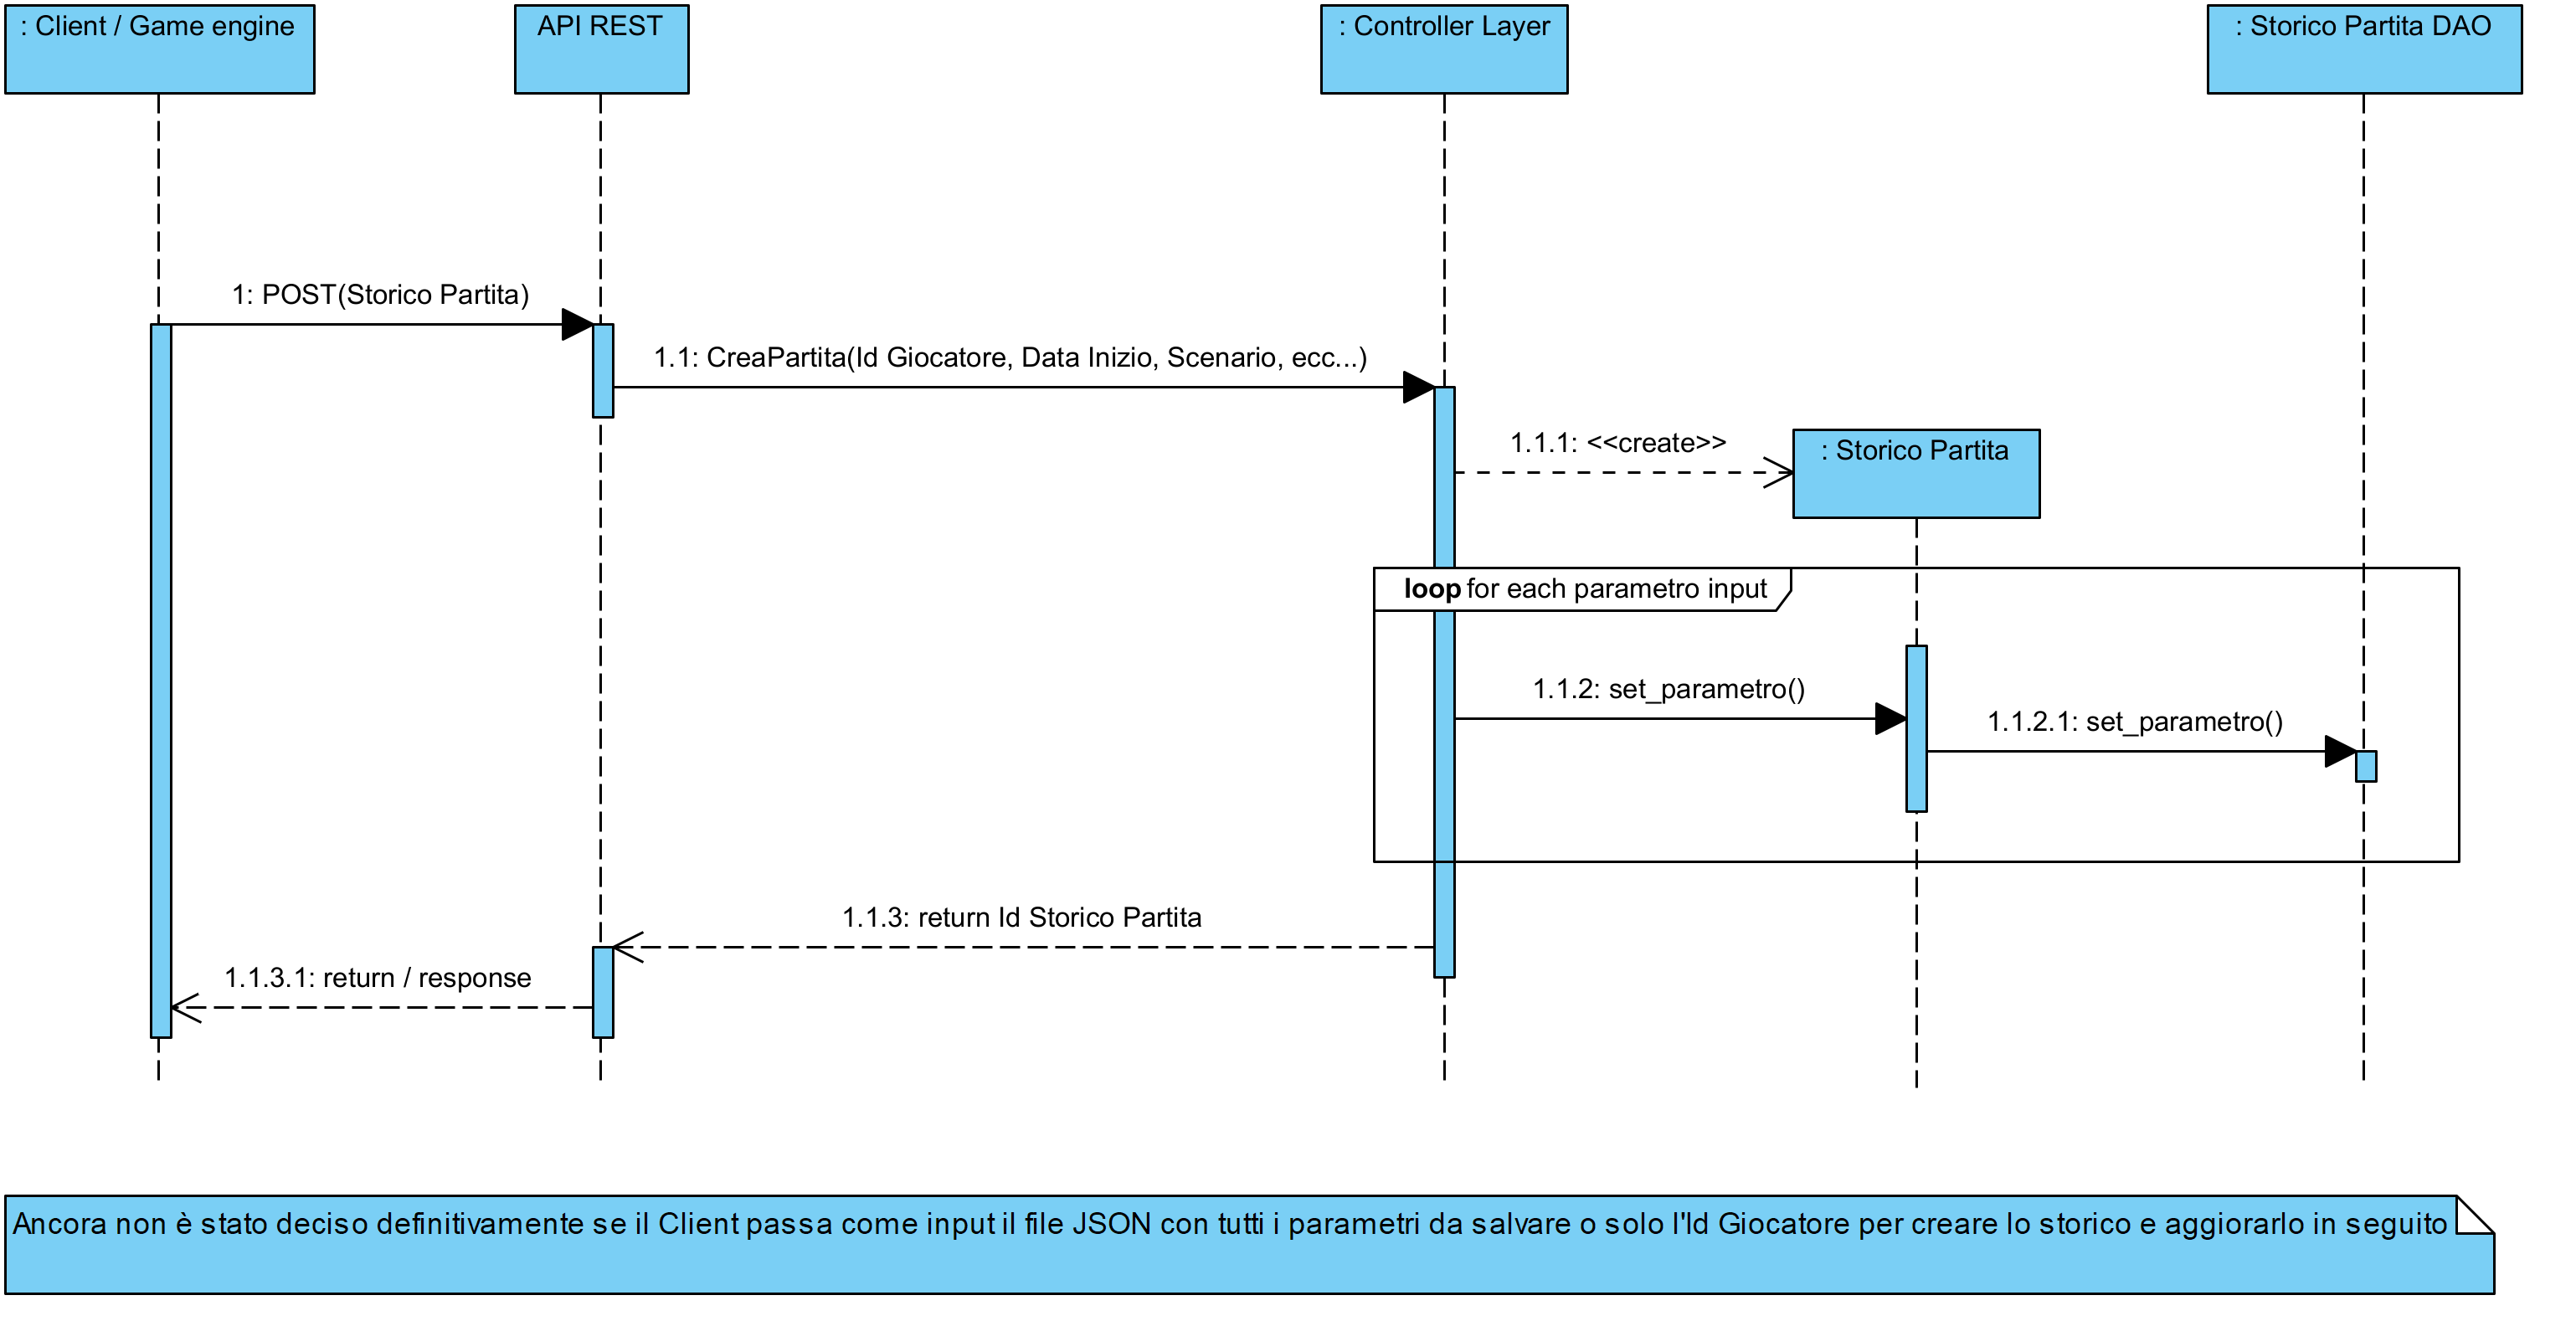 : Client / Game engine
API REST
: Controller Layer
: Storico Partita DAO
1: POST(Storico Partita)
1.1: CreaPartita(Id Giocatore, Data Inizio, Scenario, ecc...)
1.1.1: <<create>>
: Storico Partita
loop for each parametro input
1.1.2: set_parametro()
1.1.2.1: set_parametro()
1.1.3: return Id Storico Partita
1.1.3.1: return / response
Ancora non è stato deciso definitivamente se il Client passa come input il file JSON con tutti i parametri da salvare o solo l'Id Giocatore per creare lo storico e aggiorarlo in seguito